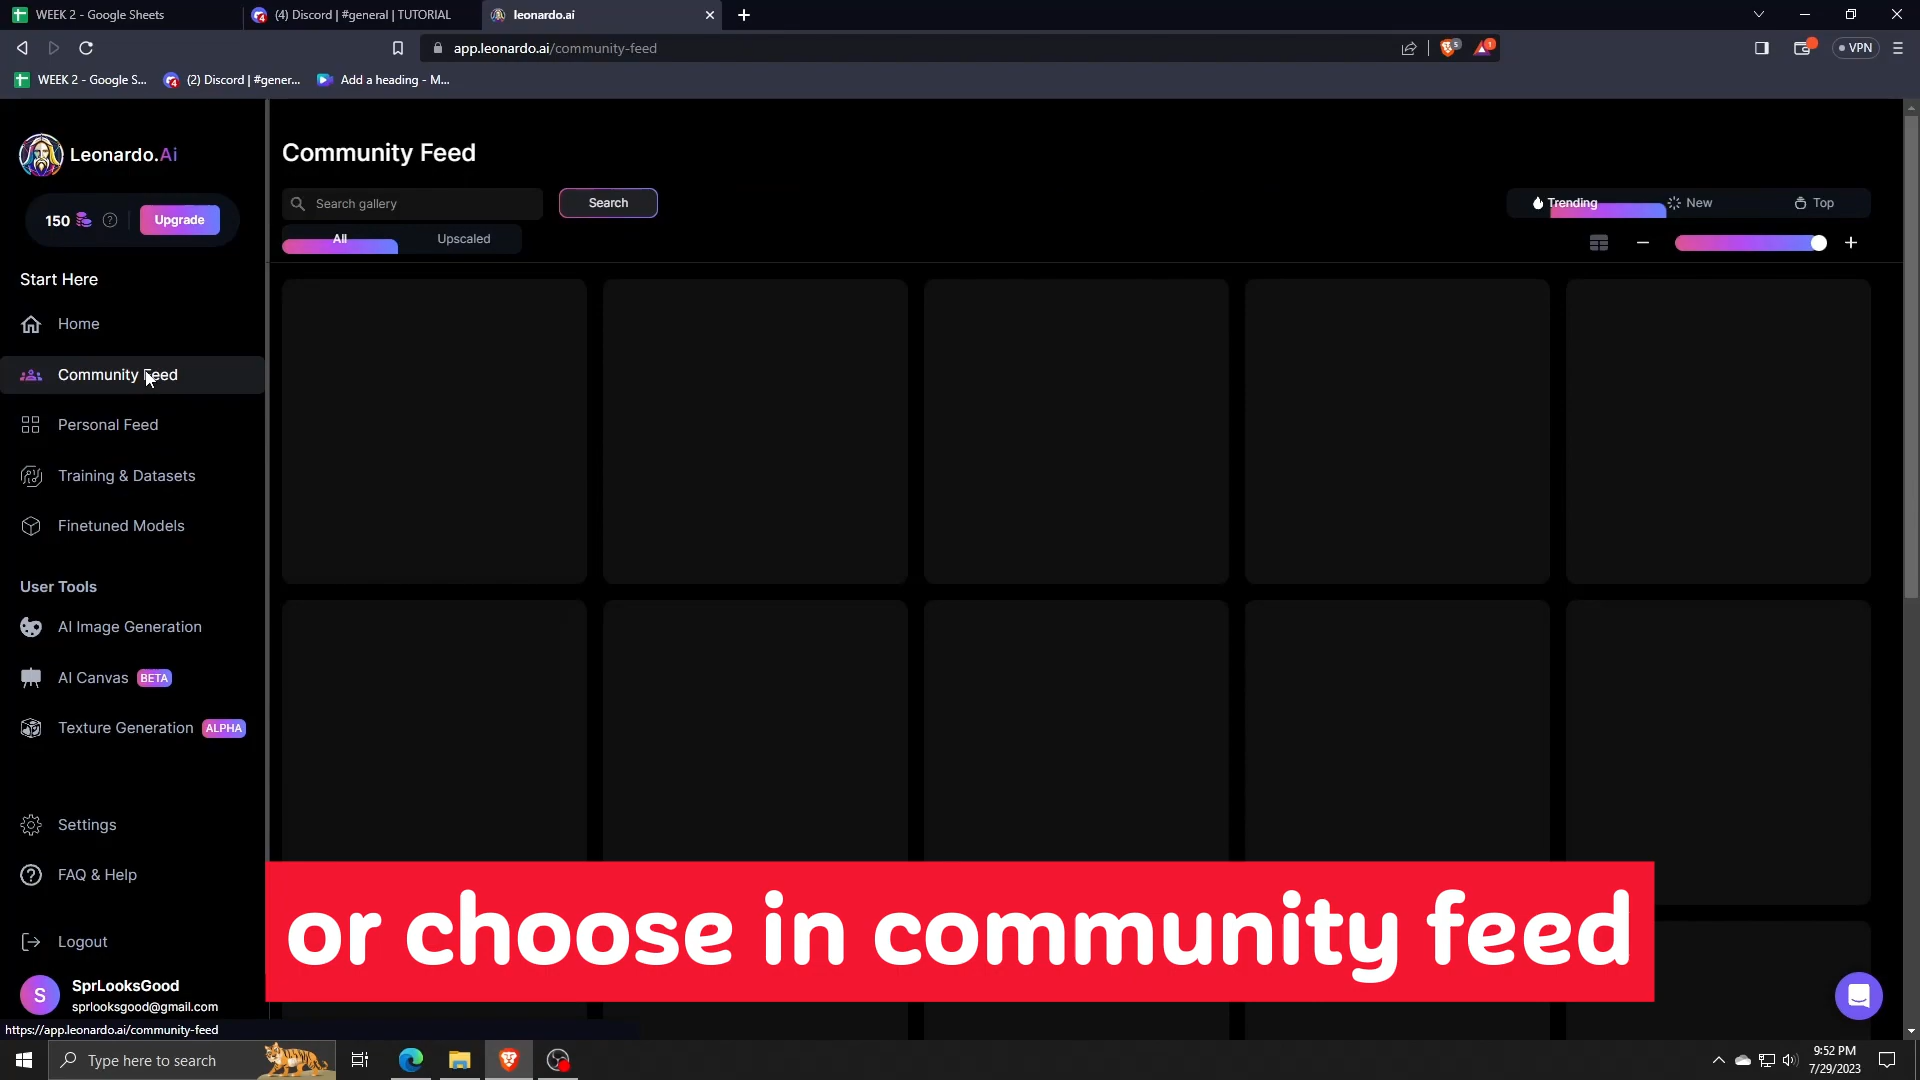 WEEK 2 - Google Sheets
(4) Discord | #general | TUTORIAL
leonardo.ai
app.leonardo.ai/community-feed
5
1
VPN
WEEK 2 - Google S...
(2) Discord | #gener...
Add a heading - M...
Leonardo.Ai
Community Feed
150
Upgrade
Search gallery
Search
Trending
New
Top
All
Upscaled
Start Here
Home
Community Feed
Personal Feed
Training & Datasets
Finetuned Models
User Tools
AI Image Generation
AI Canvas BETA
Texture Generation ALPHA
Settings
FAQ & Help
Logout
S
SprLooksGood
sprlooksgood@gmail.com
or choose in community feed
https://app.leonardo.ai/community-feed
Type here to search
9:52 PM
7/29/2023